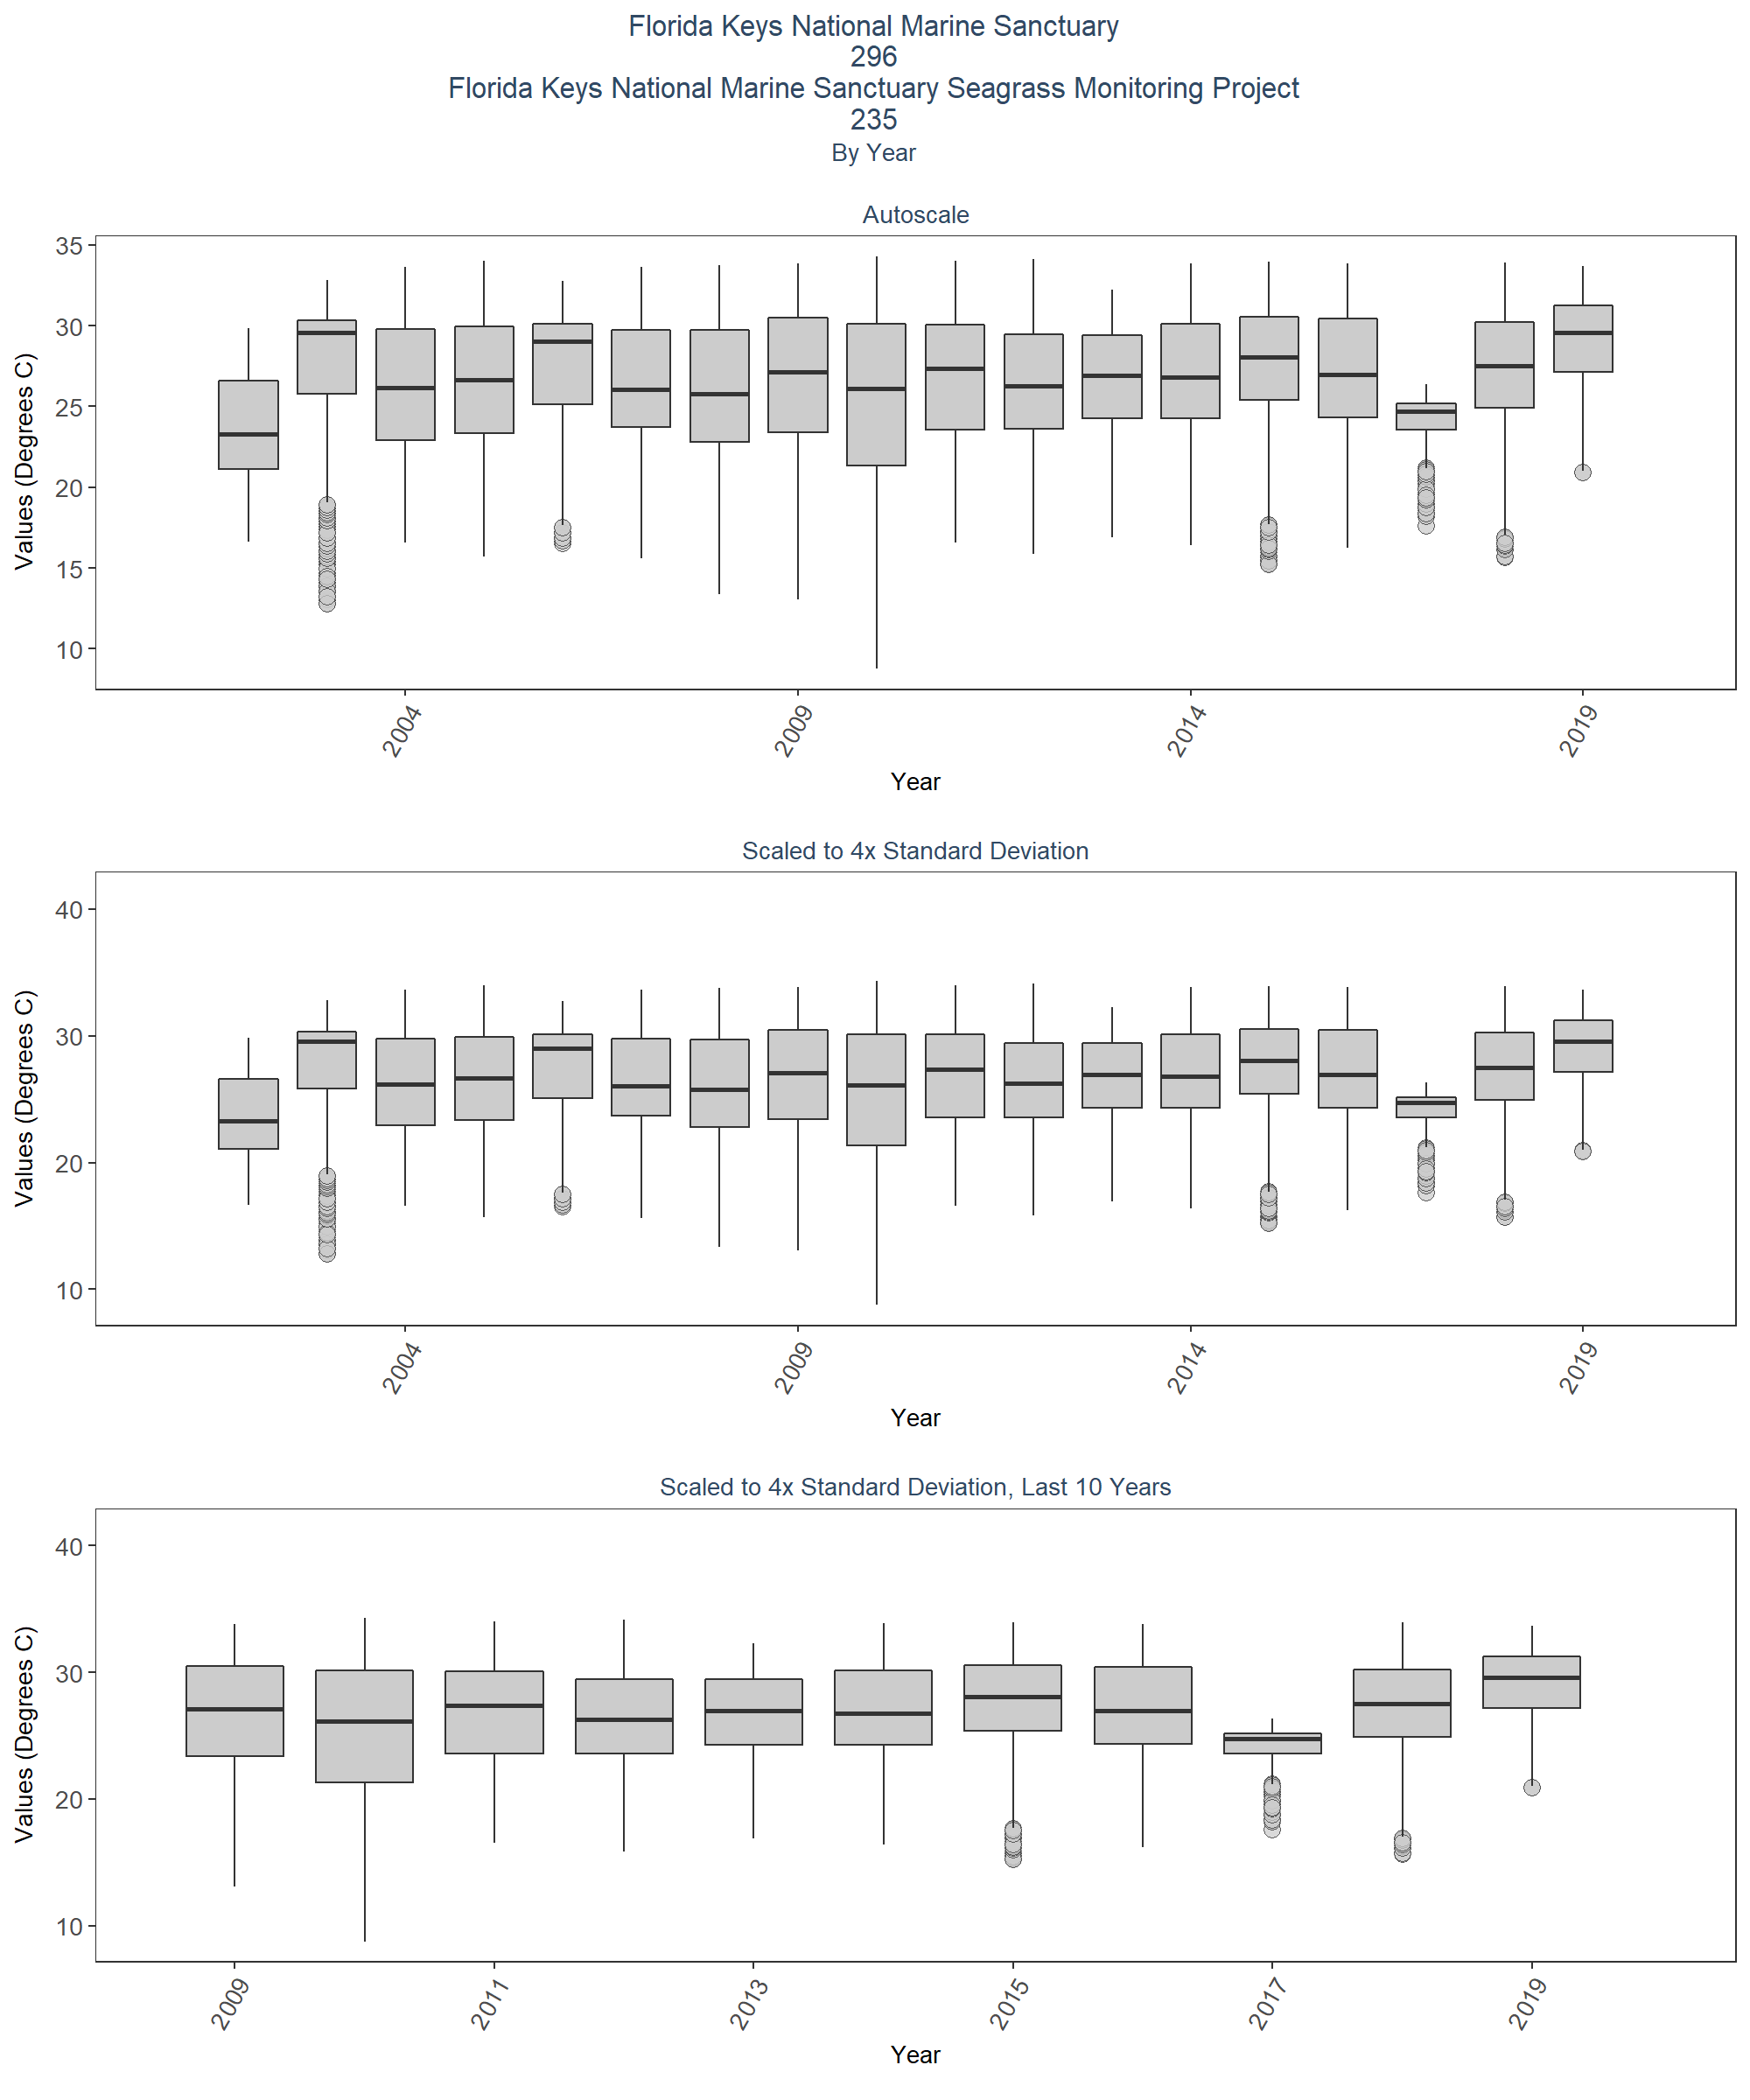 Florida Keys National Marine Sanctuary
296
Florida Keys National Marine Sanctuary Seagrass Monitoring Project
235
By Year
Autoscale
Values (Degrees C)
35
30
25
20
15
10
2004
2009
2014
2019
Year
Scaled to 4x Standard Deviation
Values (Degrees C)
40
30
20
10
2004
2009
2014
2019
Year
Scaled to 4x Standard Deviation, Last 10 Years
Values (Degrees C)
40
30
20
10
2009
2011
2013
2015
2017
2019
Year